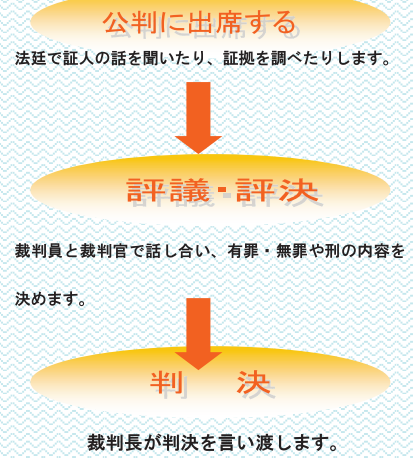 公判に出席する
法廷で証人の話を聞いたり、証拠を調べたりします。
評議・評決
裁判員と裁判官で話し合い、有罪・無罪や刑の内容を
決めます。
判　決
裁判長が判決を言い渡します。